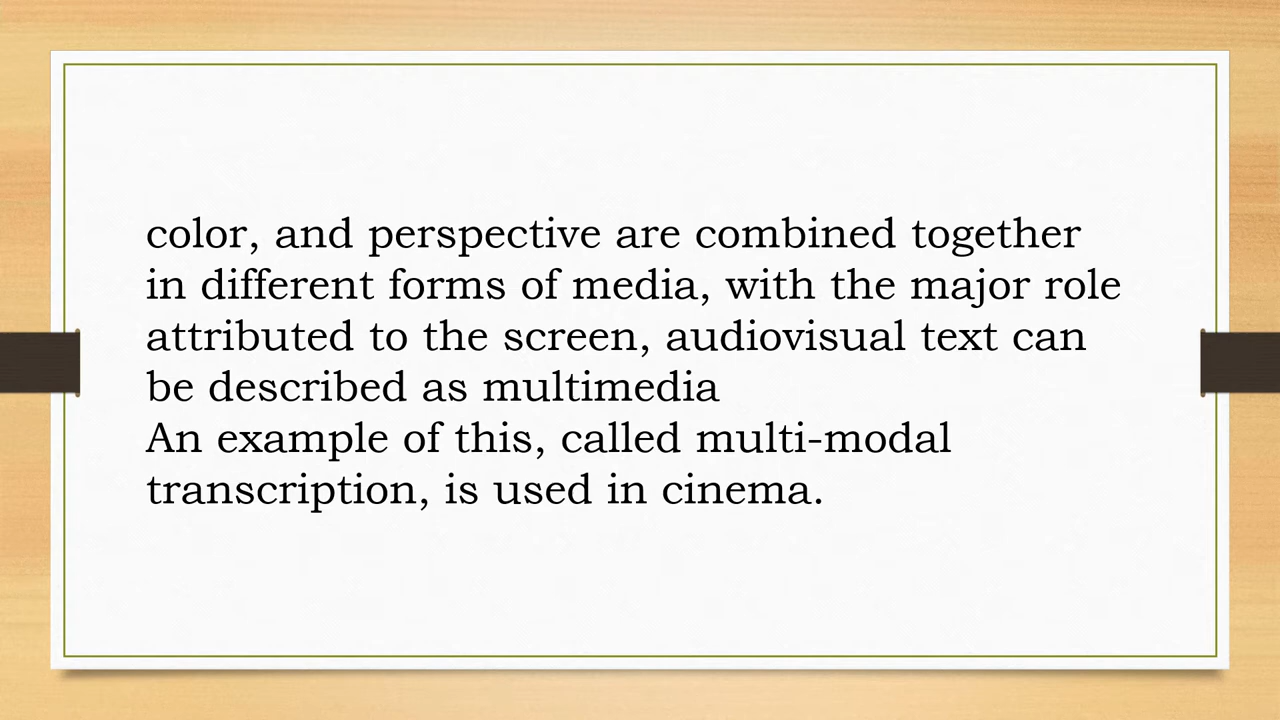 color, and perspective are combined together
in different forms of media, with the major role
attributed to the screen, audiovisual text can
be described as multimedia
An example of this, called multi-modal
transcription, is used in cinema.